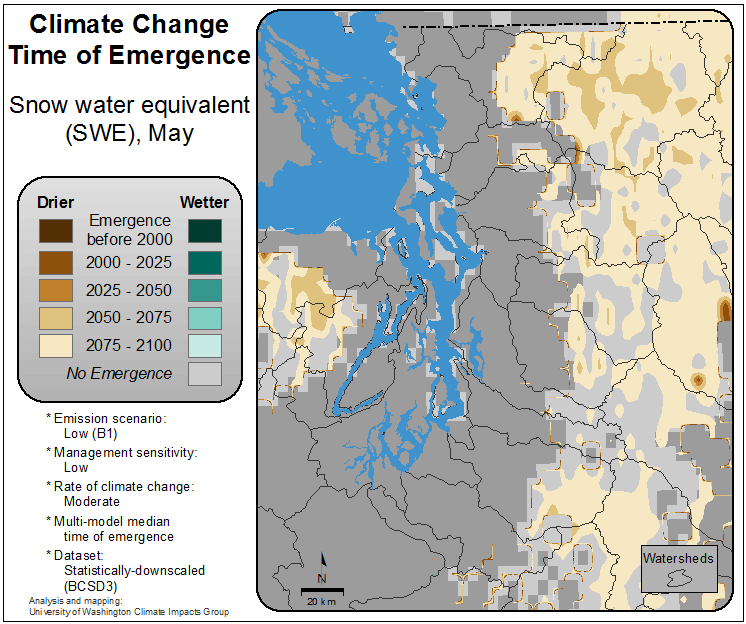 Climate Change
Time of Emergence
Snow water equivalent
(SWE), May
Drier
Wetter
Emergence
before 2000
2000 - 2025
2025 - 2050
2050 - 2075
2075 - 2100
No Emergence
* Emission scenario:
Low (B1)
* Management sensitivity:
Low
* Rate of climate change:
Moderate
* Multi-model median
time of emergence
* Dataset:
Statistically-downscaled
(BCSD3)
Analysis and mapping:
University of Washington Climate Impacts Group
N
20 km
Watersheds